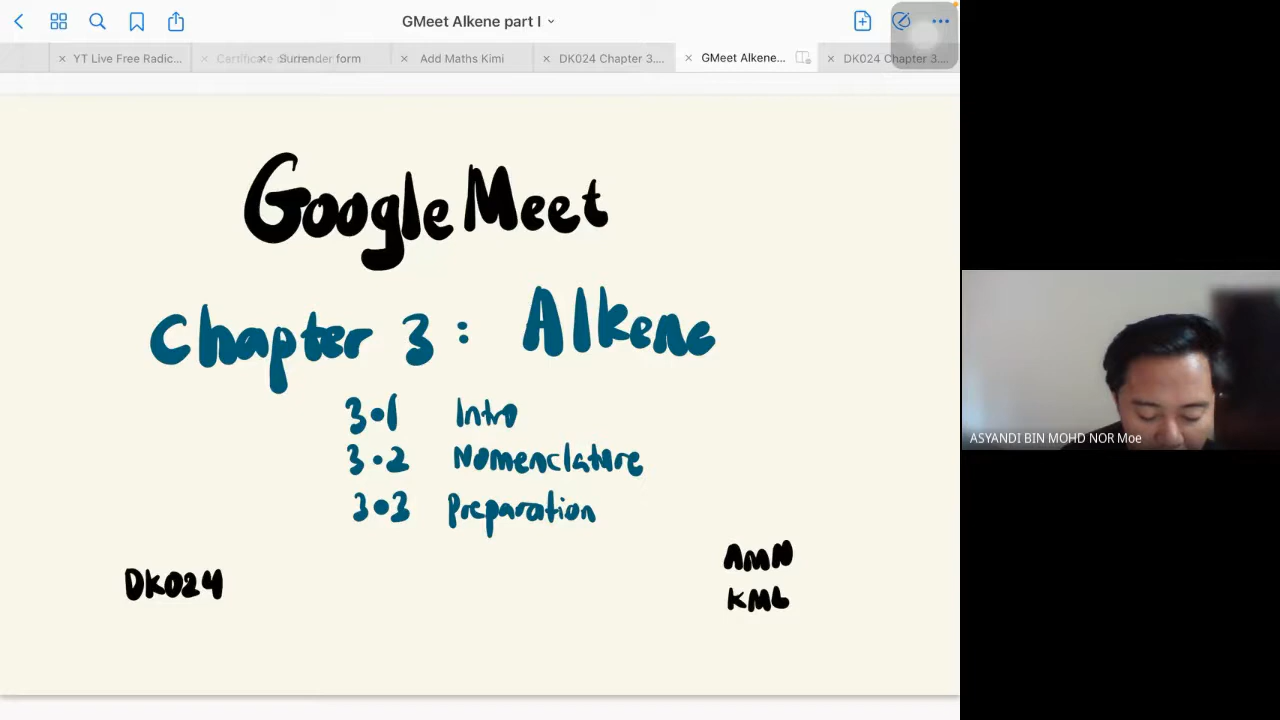 GMeet Alkene part I
YT Live Free Radic...
Surrender form
Add Maths Kimi
DK024 Chapter 3....
GMeet Alkene...
DK024 Chapter 3....
Google Meet
Chapter 3 : Alkene
3.1 Intro
3.2 Nomenclature
3.3 Preparation
DK024
AMN
KML
ASYANDI BIN MOHD NOR Moe